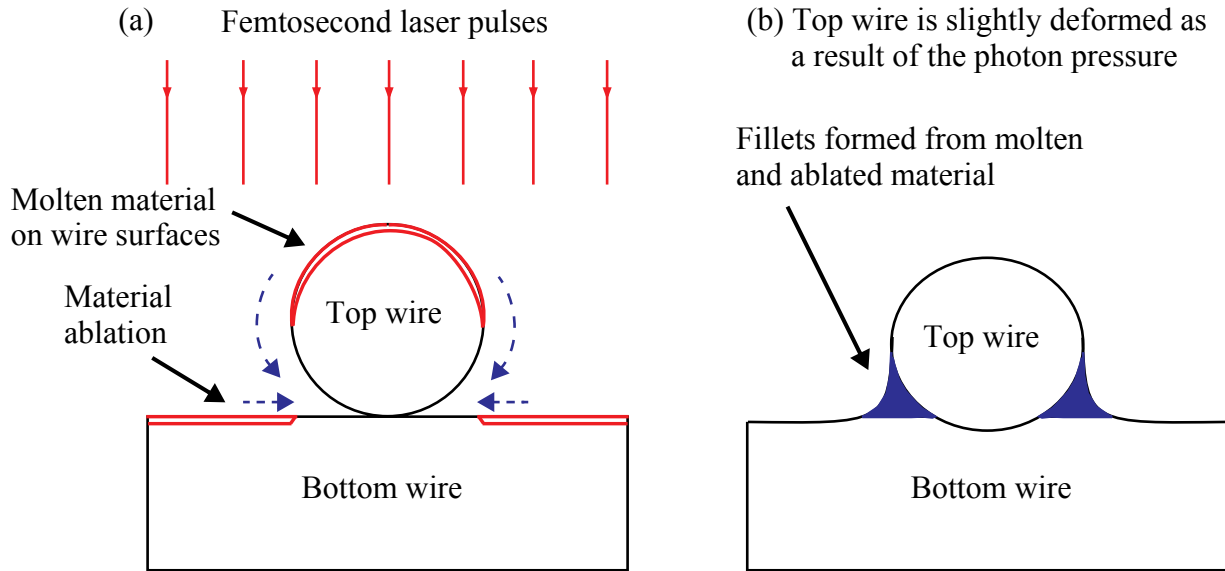 (a) Femtosecond laser pulses
Molten material
on wire surfaces
Material
ablation
Top wire
Bottom wire
(b) Top wire is slightly deformed as
a result of the photon pressure
Fillets formed from molten
and ablated material
Top wire
Bottom wire